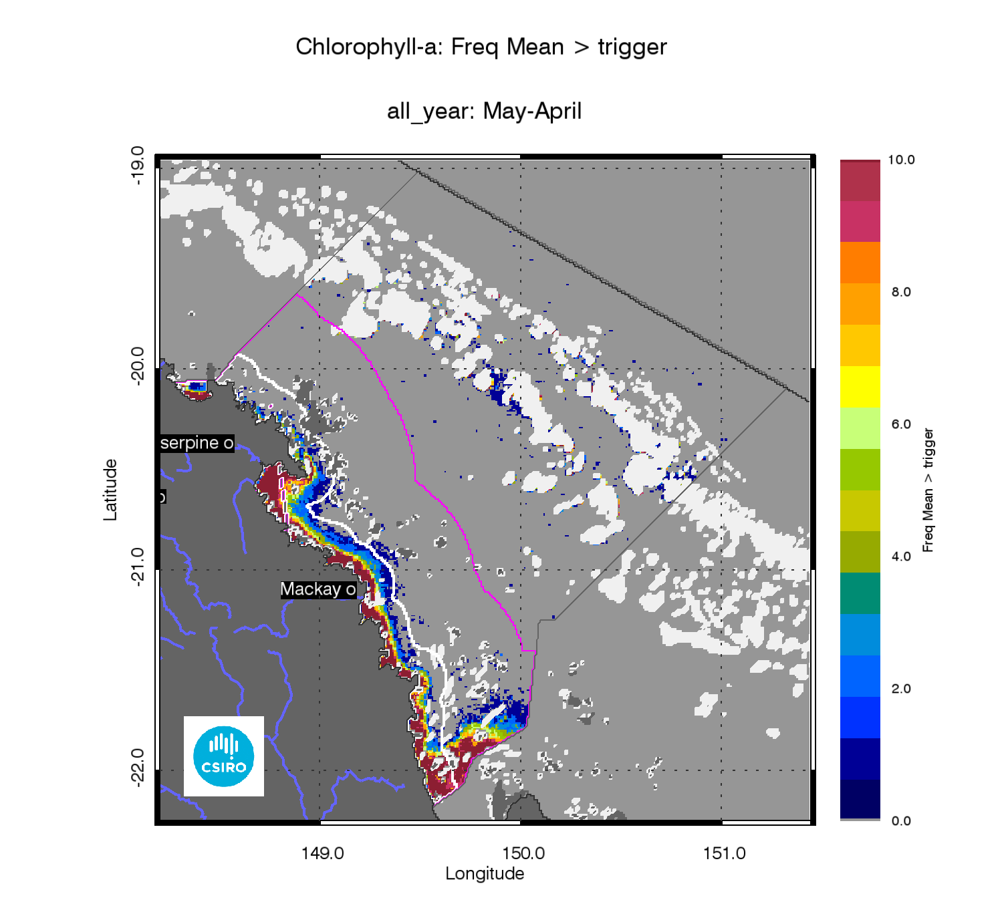 Chlorophyll-a: Freq Mean > trigger
all_year: May-April
-19.0
-20.0
-21.0
-22.0
Latitude
serpine o
Mackay o
CSIRO
149.0
150.0
151.0
Longitude
10.0
8.0
6.0
4.0
2.0
0.0
Freq Mean > trigger